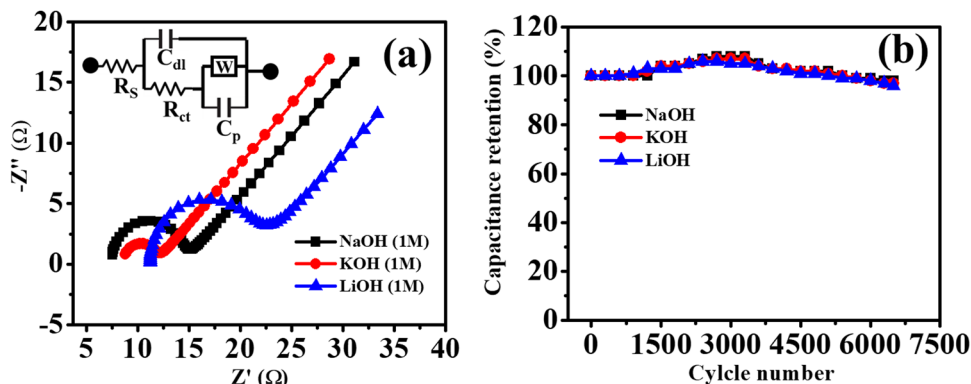 (a)
-Z'' (Ω)
20
15
10
5
0
-5
C_dl
R_S
W
R_ct
C_p
NaOH (1M)
KOH (1M)
LiOH (1M)
5 10 15 20 25 30 35 40
Z' (Ω)
(b)
Capacitance retention (%)
120
100
80
60
40
20
0
NaOH
KOH
LiOH
0 1500 3000 4500 6000 7500
Cylcle number